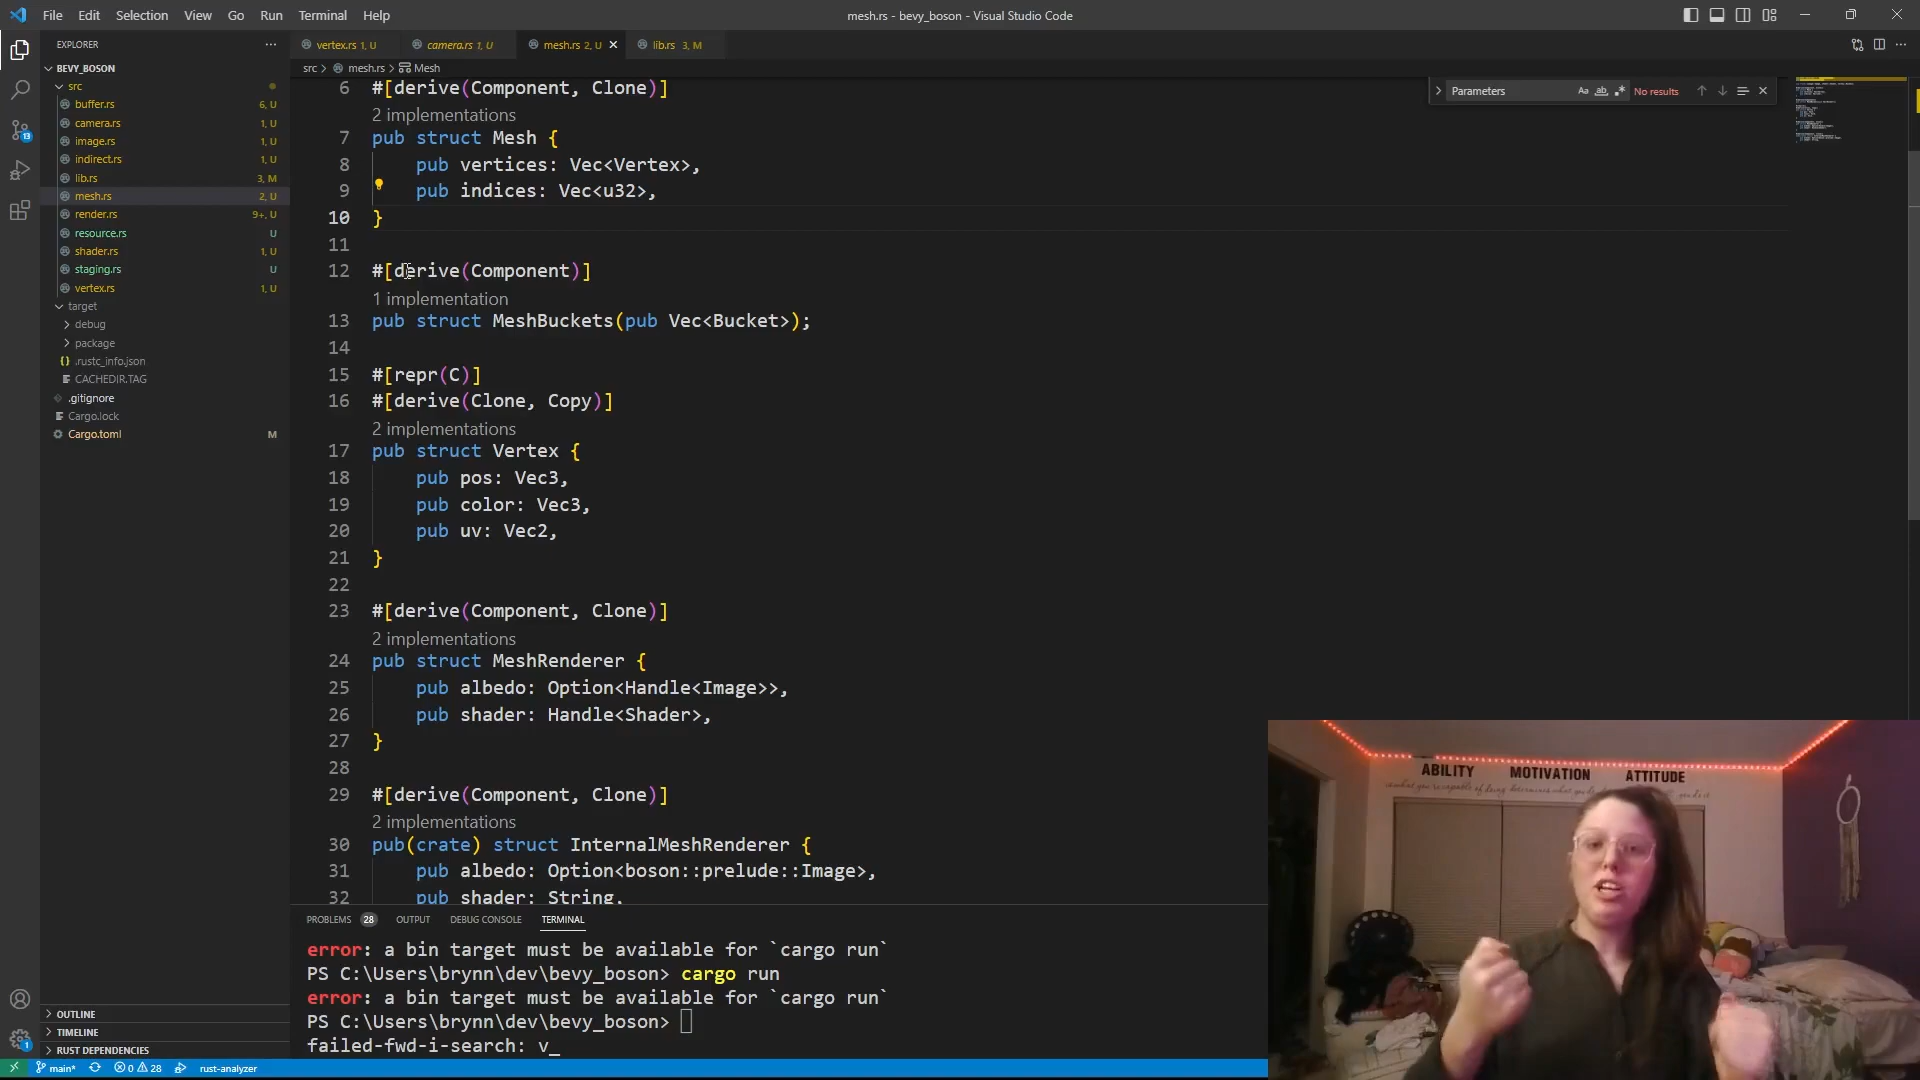 File Edit Selection View Go Run Terminal Help
mesh.rs - bevy_boson - Visual Studio Code
EXPLORER
vertex.rs 1, U
camera.rs 1, U
mesh.rs 2, U
lib.rs 3, M
BEVY_BOSON
src > mesh.rs > Mesh
src
buffer.rs 6, U
camera.rs 1, U
image.rs 1, U
indirect.rs 1, U
lib.rs 3, M
mesh.rs 2, U
render.rs 9+, U
resource.rs U
shader.rs 1, U
staging.rs U
vertex.rs 1, U
target
debug
package
.rustc_info.json
CACHEDIR.TAG
.gitignore
Cargo.lock
Cargo.toml M
OUTLINE
TIMELINE
RUST DEPENDENCIES
13
1
Parameters
Aa ab .* No results
6 #[derive(Component, Clone)]
2 implementations
7 pub struct Mesh {
8 pub vertices: Vec<Vertex>,
9 pub indices: Vec<u32>,
10 }
11
12 #[derive(Component)]
1 implementation
13 pub struct MeshBuckets(pub Vec<Bucket>);
14
15 #[repr(C)]
16 #[derive(Clone, Copy)]
2 implementations
17 pub struct Vertex {
18 pub pos: Vec3,
19 pub color: Vec3,
20 pub uv: Vec2,
21 }
22
23 #[derive(Component, Clone)]
2 implementations
24 pub struct MeshRenderer {
25 pub albedo: Option<Handle<Image>>,
26 pub shader: Handle<Shader>,
27 }
28
29 #[derive(Component, Clone)]
2 implementations
30 pub(crate) struct InternalMeshRenderer {
31 pub albedo: Option<boson::prelude::Image>,
32 pub shader: String,
PROBLEMS 28 OUTPUT DEBUG CONSOLE TERMINAL
error: a bin target must be available for `cargo run`
PS C:\Users\brynn\dev\bevy_boson> cargo run
error: a bin target must be available for `cargo run`
PS C:\Users\brynn\dev\bevy_boson>
failed-fwd-i-search: v_
main* 0 28 rust-analyzer
ABILITY MOTIVATION ATTITUDE